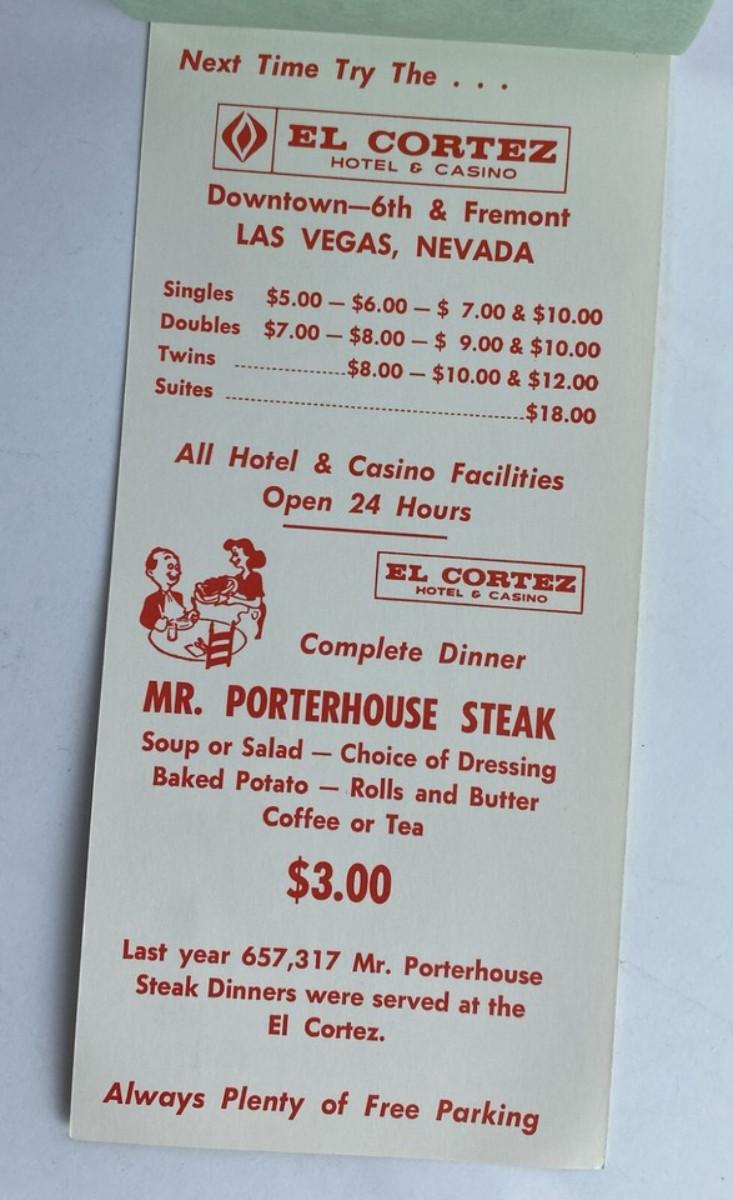 Next Time Try The . . .
EL CORTEZ
HOTEL & CASINO
Downtown—6th & Fremont
LAS VEGAS, NEVADA
Singles $5.00 — $6.00 — $ 7.00 & $10.00
Doubles $7.00 — $8.00 — $ 9.00 & $10.00
Twins ....................$8.00 — $10.00 & $12.00
Suites ......................................................$18.00
All Hotel & Casino Facilities
Open 24 Hours
EL CORTEZ
HOTEL & CASINO
Complete Dinner
MR. PORTERHOUSE STEAK
Soup or Salad — Choice of Dressing
Baked Potato — Rolls and Butter
Coffee or Tea
$3.00
Last year 657,317 Mr. Porterhouse
Steak Dinners were served at the
El Cortez.
Always Plenty of Free Parking